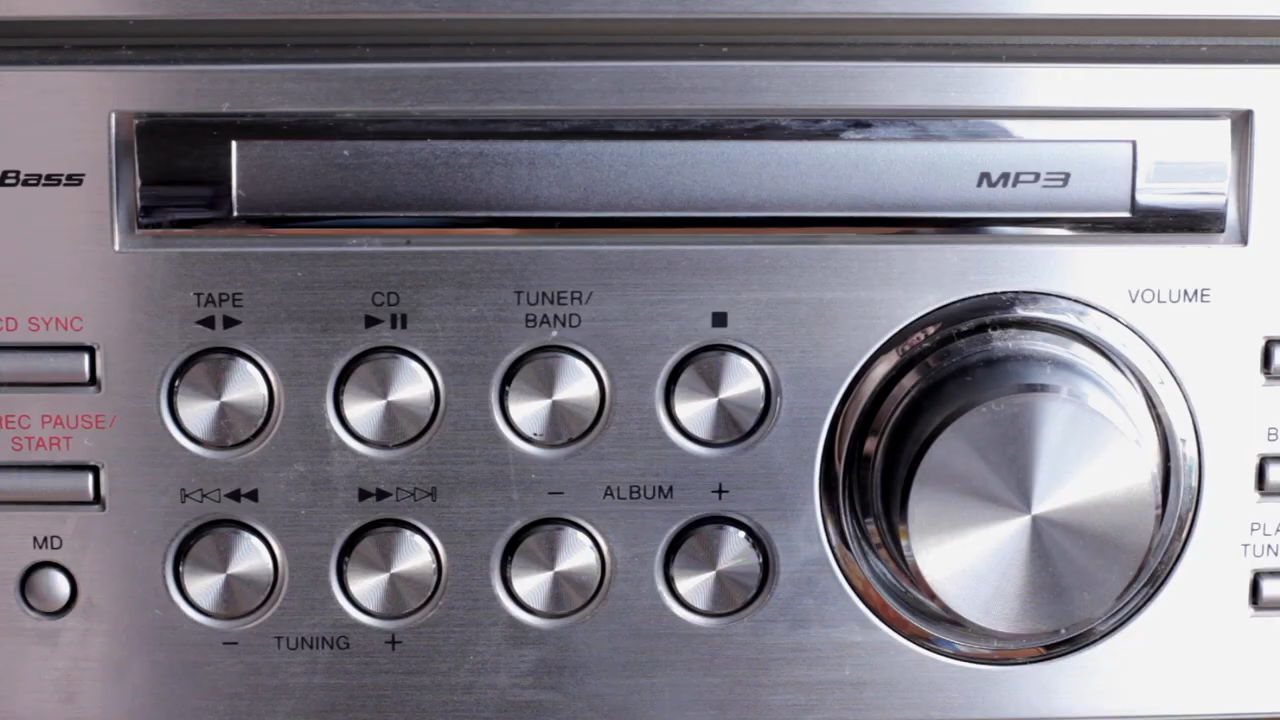 Bass
MP3
TAPE
CD
TUNER/
BAND
VOLUME
CD SYNC
REC PAUSE/
START
− ALBUM +
MD
− TUNING +